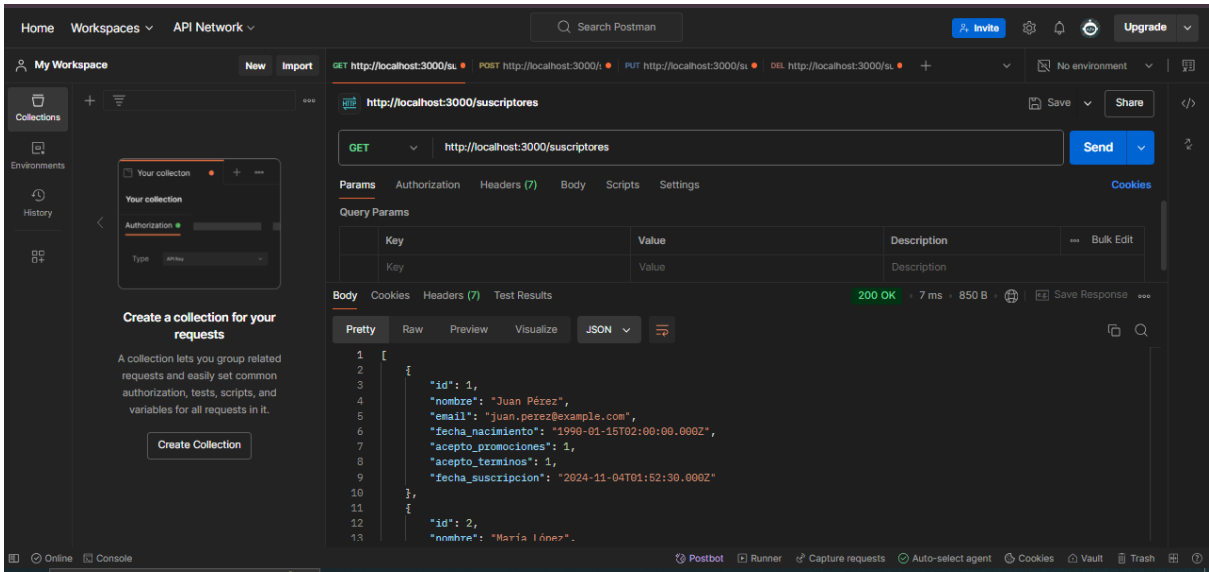 Home Workspaces API Network Search Postman Invite Upgrade
My Workspace New Import GET http://localhost:3000/su POST http://localhost:3000/s PUT http://localhost:3000/su DEL http://localhost:3000/su No environment
Collections
Environments
History
Your collecton
Your collection
Authorization
Type API Key
Create a collection for your
requests
A collection lets you group related
requests and easily set common
authorization, tests, scripts, and
variables for all requests in it.
Create Collection
HTTP http://localhost:3000/suscriptores Save Share
GET http://localhost:3000/suscriptores Send
Params Authorization Headers (7) Body Scripts Settings Cookies
Query Params
Key Value Description Bulk Edit
Key Value Description
Body Cookies Headers (7) Test Results 200 OK 7 ms 850 B e.g. Save Response
Pretty Raw Preview Visualize JSON
1 [
2 {
3 "id": 1,
4 "nombre": "Juan Pérez",
5 "email": "juan.perez@example.com",
6 "fecha_nacimiento": "1990-01-15T02:00:00.000Z",
7 "acepto_promociones": 1,
8 "acepto_terminos": 1,
9 "fecha_suscripcion": "2024-11-04T01:52:30.000Z"
10 },
11 {
12 "id": 2,
13 "nombre": "María López",
Online Console Postbot Runner Capture requests Auto-select agent Cookies Vault Trash